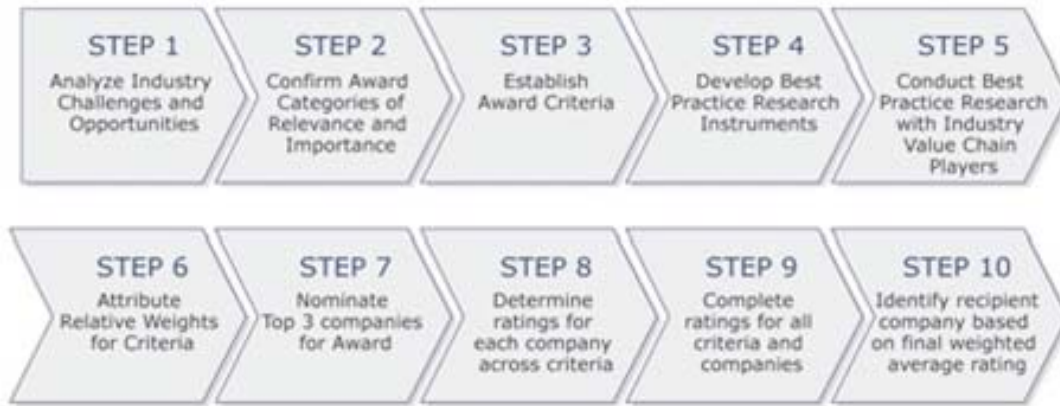 STEP 1
Analyze Industry
Challenges and
Opportunities
STEP 2
Confirm Award
Categories of
Relevance and
Importance
STEP 3
Establish
Award Criteria
STEP 4
Develop Best
Practice Research
Instruments
STEP 5
Conduct Best
Practice Research
with Industry
Value Chain
Players
STEP 6
Attribute
Relative Weights
for Criteria
STEP 7
Nominate
Top 3 companies
for Award
STEP 8
Determine
ratings for
each company
across criteria
STEP 9
Complete
ratings for all
criteria and
companies
STEP 10
Identify recipient
company based
on final weighted
average rating